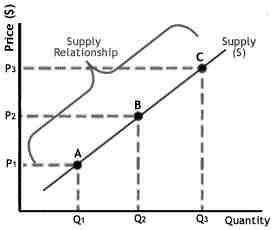 Price ($)
Supply
Relationship
Supply
(S)
C
P3
B
P2
A
P1
Q1 Q2 Q3 Quantity